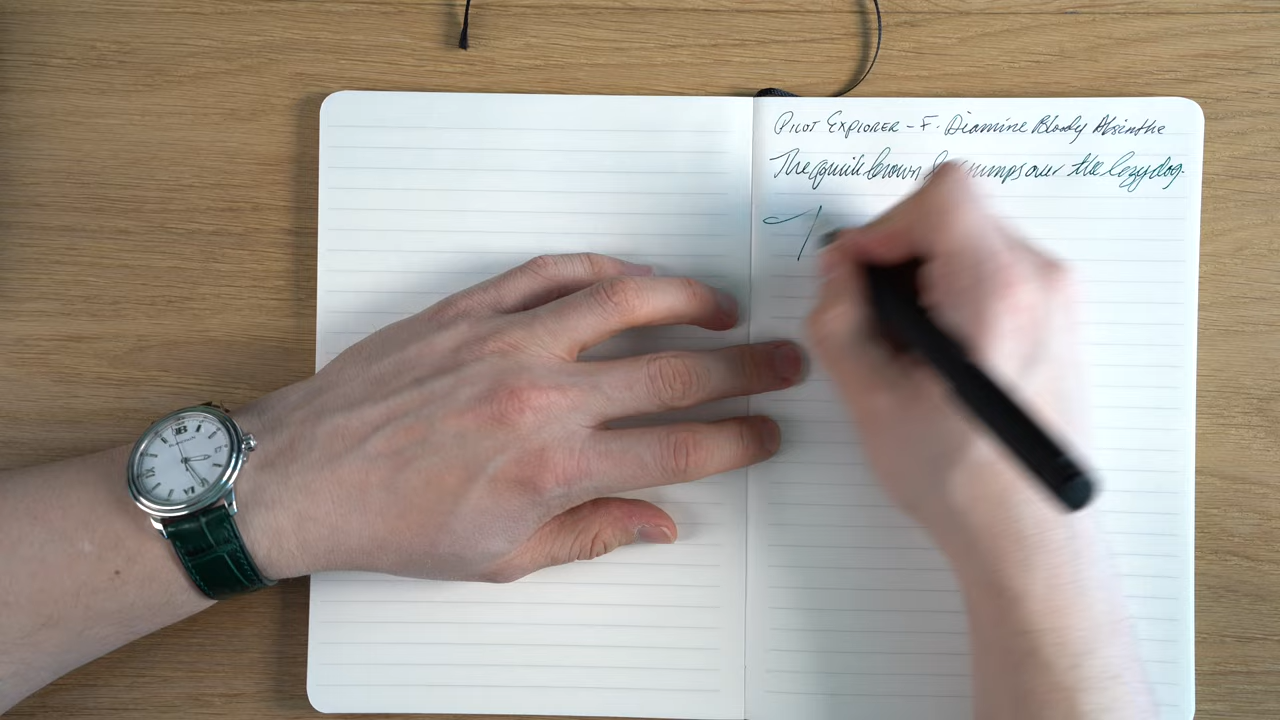 PILOT EXPLORER - F. Diamine Bloody Absinthe
The quick brown jumps over the lazy dog.